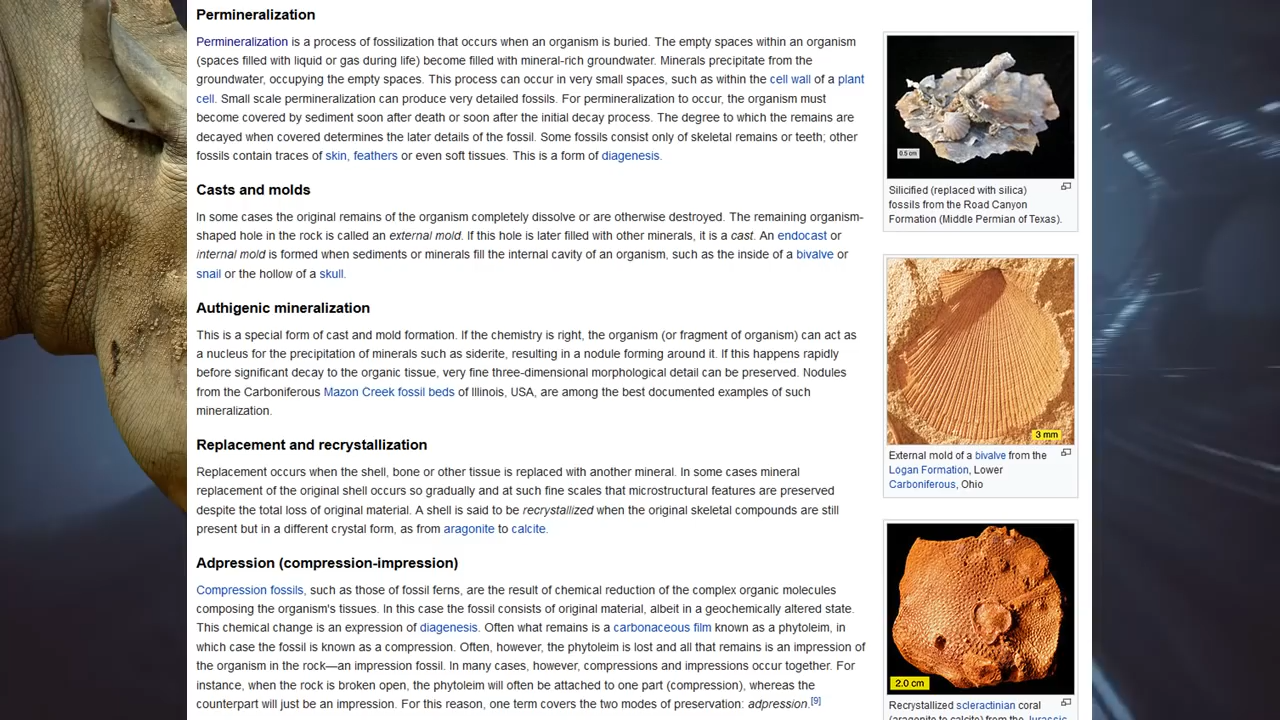 Permineralization
Permineralization is a process of fossilization that occurs when an organism is buried. The empty spaces within an organism
(spaces filled with liquid or gas during life) become filled with mineral-rich groundwater. Minerals precipitate from the
groundwater, occupying the empty spaces. This process can occur in very small spaces, such as within the cell wall of a plant
cell. Small scale permineralization can produce very detailed fossils. For permineralization to occur, the organism must
become covered by sediment soon after death or soon after the initial decay process. The degree to which the remains are
decayed when covered determines the later details of the fossil. Some fossils consist only of skeletal remains or teeth; other
fossils contain traces of skin, feathers or even soft tissues. This is a form of diagenesis.
Casts and molds
In some cases the original remains of the organism completely dissolve or are otherwise destroyed. The remaining organism-
shaped hole in the rock is called an external mold. If this hole is later filled with other minerals, it is a cast. An endocast or
internal mold is formed when sediments or minerals fill the internal cavity of an organism, such as the inside of a bivalve or
snail or the hollow of a skull.
Authigenic mineralization
This is a special form of cast and mold formation. If the chemistry is right, the organism (or fragment of organism) can act as
a nucleus for the precipitation of minerals such as siderite, resulting in a nodule forming around it. If this happens rapidly
before significant decay to the organic tissue, very fine three-dimensional morphological detail can be preserved. Nodules
from the Carboniferous Mazon Creek fossil beds of Illinois, USA, are among the best documented examples of such
mineralization.
Replacement and recrystallization
Replacement occurs when the shell, bone or other tissue is replaced with another mineral. In some cases mineral
replacement of the original shell occurs so gradually and at such fine scales that microstructural features are preserved
despite the total loss of original material. A shell is said to be recrystallized when the original skeletal compounds are still
present but in a different crystal form, as from aragonite to calcite.
Adpression (compression-impression)
Compression fossils, such as those of fossil ferns, are the result of chemical reduction of the complex organic molecules
composing the organism's tissues. In this case the fossil consists of original material, albeit in a geochemically altered state.
This chemical change is an expression of diagenesis. Often what remains is a carbonaceous film known as a phytoleim, in
which case the fossil is known as a compression. Often, however, the phytoleim is lost and all that remains is an impression of
the organism in the rock—an impression fossil. In many cases, however, compressions and impressions occur together. For
instance, when the rock is broken open, the phytoleim will often be attached to one part (compression), whereas the
counterpart will just be an impression. For this reason, one term covers the two modes of preservation: adpression.[9]
0.5 cm
Silicified (replaced with silica)
fossils from the Road Canyon
Formation (Middle Permian of Texas).
3 mm
External mold of a bivalve from the
Logan Formation, Lower
Carboniferous, Ohio
2.0 cm
Recrystallized scleractinian coral
(aragonite to calcite) from the Jurassic